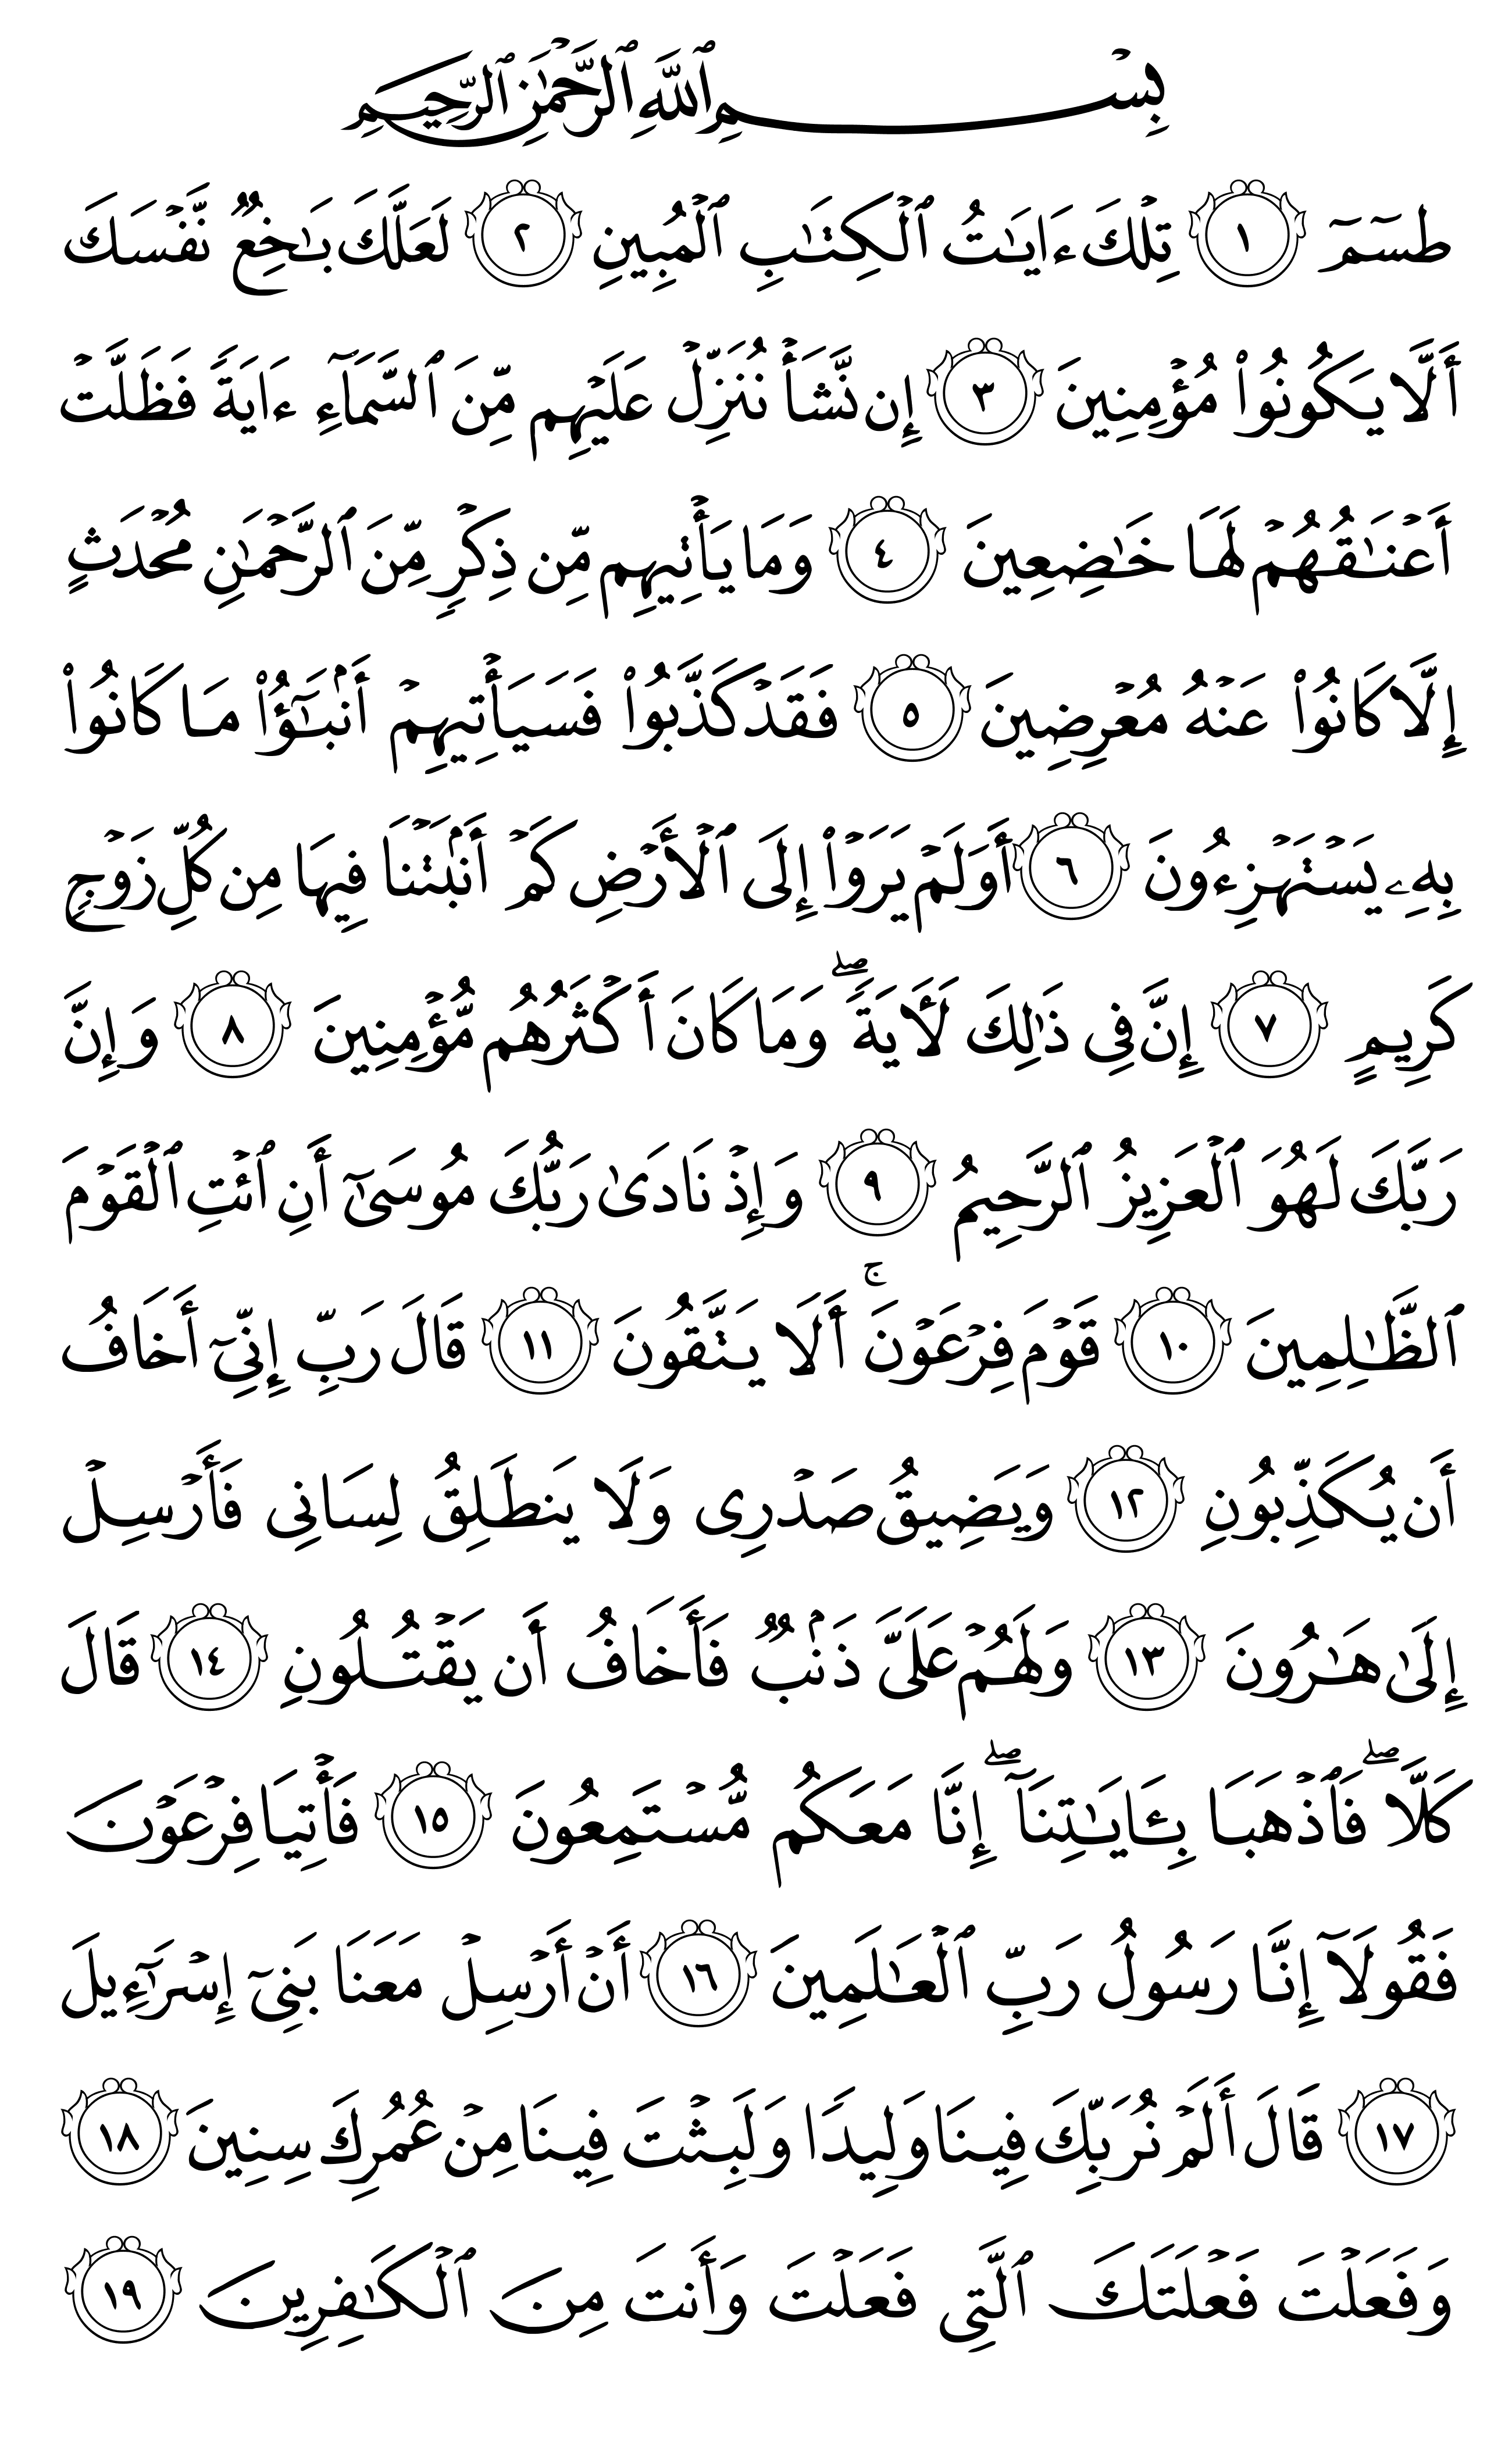 بِسۡمِ ٱللَّهِ ٱلرَّحۡمَٰنِ ٱلرَّحِيمِ
طسٓمٓ ١ تِلۡكَ ءَايَٰتُ ٱلۡكِتَٰبِ ٱلۡمُبِينِ ٢ لَعَلَّكَ بَٰخِعٞ نَّفۡسَكَ
أَلَّا يَكُونُواْ مُؤۡمِنِينَ ٣ إِن نَّشَأۡ نُنَزِّلۡ عَلَيۡهِم مِّنَ ٱلسَّمَآءِ ءَايَةٗ فَظَلَّتۡ
أَعۡنَٰقُهُمۡ لَهَا خَٰضِعِينَ ٤ وَمَا يَأۡتِيهِم مِّن ذِكۡرٖ مِّنَ ٱلرَّحۡمَٰنِ مُحۡدَثٍ
إِلَّا كَانُواْ عَنۡهُ مُعۡرِضِينَ ٥ فَقَدۡ كَذَّبُواْ فَسَيَأۡتِيهِمۡ أَنۢبَٰٓؤُاْ مَا كَانُواْ
بِهِۦ يَسۡتَهۡزِءُونَ ٦ أَوَلَمۡ يَرَوۡاْ إِلَى ٱلۡأَرۡضِ كَمۡ أَنۢبَتۡنَا فِيهَا مِن كُلِّ زَوۡجٖ
كَرِيمٍ ٧ إِنَّ فِي ذَٰلِكَ لَأٓيَةٗۖ وَمَا كَانَ أَكۡثَرُهُم مُّؤۡمِنِينَ ٨ وَإِنَّ
رَبَّكَ لَهُوَ ٱلۡعَزِيزُ ٱلرَّحِيمُ ٩ وَإِذۡ نَادَىٰ رَبُّكَ مُوسَىٰٓ أَنِ ٱئۡتِ ٱلۡقَوۡمَ
ٱلظَّٰلِمِينَ ١٠ قَوۡمَ فِرۡعَوۡنَۚ أَلَا يَتَّقُونَ ١١ قَالَ رَبِّ إِنِّيٓ أَخَافُ
أَن يُكَذِّبُونِ ١٢ وَيَضِيقُ صَدۡرِي وَلَا يَنطَلِقُ لِسَانِي فَأَرۡسِلۡ
إِلَىٰ هَٰرُونَ ١٣ وَلَهُمۡ عَلَيَّ ذَنۢبٞ فَأَخَافُ أَن يَقۡتُلُونِ ١٤ قَالَ
كَلَّاۖ فَٱذۡهَبَا بِـَٔايَٰتِنَآۖ إِنَّا مَعَكُم مُّسۡتَمِعُونَ ١٥ فَأۡتِيَا فِرۡعَوۡنَ
فَقُولَآ إِنَّا رَسُولُ رَبِّ ٱلۡعَٰلَمِينَ ١٦ أَنۡ أَرۡسِلۡ مَعَنَا بَنِيٓ إِسۡرَٰٓءِيلَ
١٧ قَالَ أَلَمۡ نُرَبِّكَ فِينَا وَلِيدٗا وَلَبِثۡتَ فِينَا مِنۡ عُمُرِكَ سِنِينَ ١٨
وَفَعَلۡتَ فَعۡلَتَكَ ٱلَّتِي فَعَلۡتَ وَأَنتَ مِنَ ٱلۡكَٰفِرِينَ ١٩